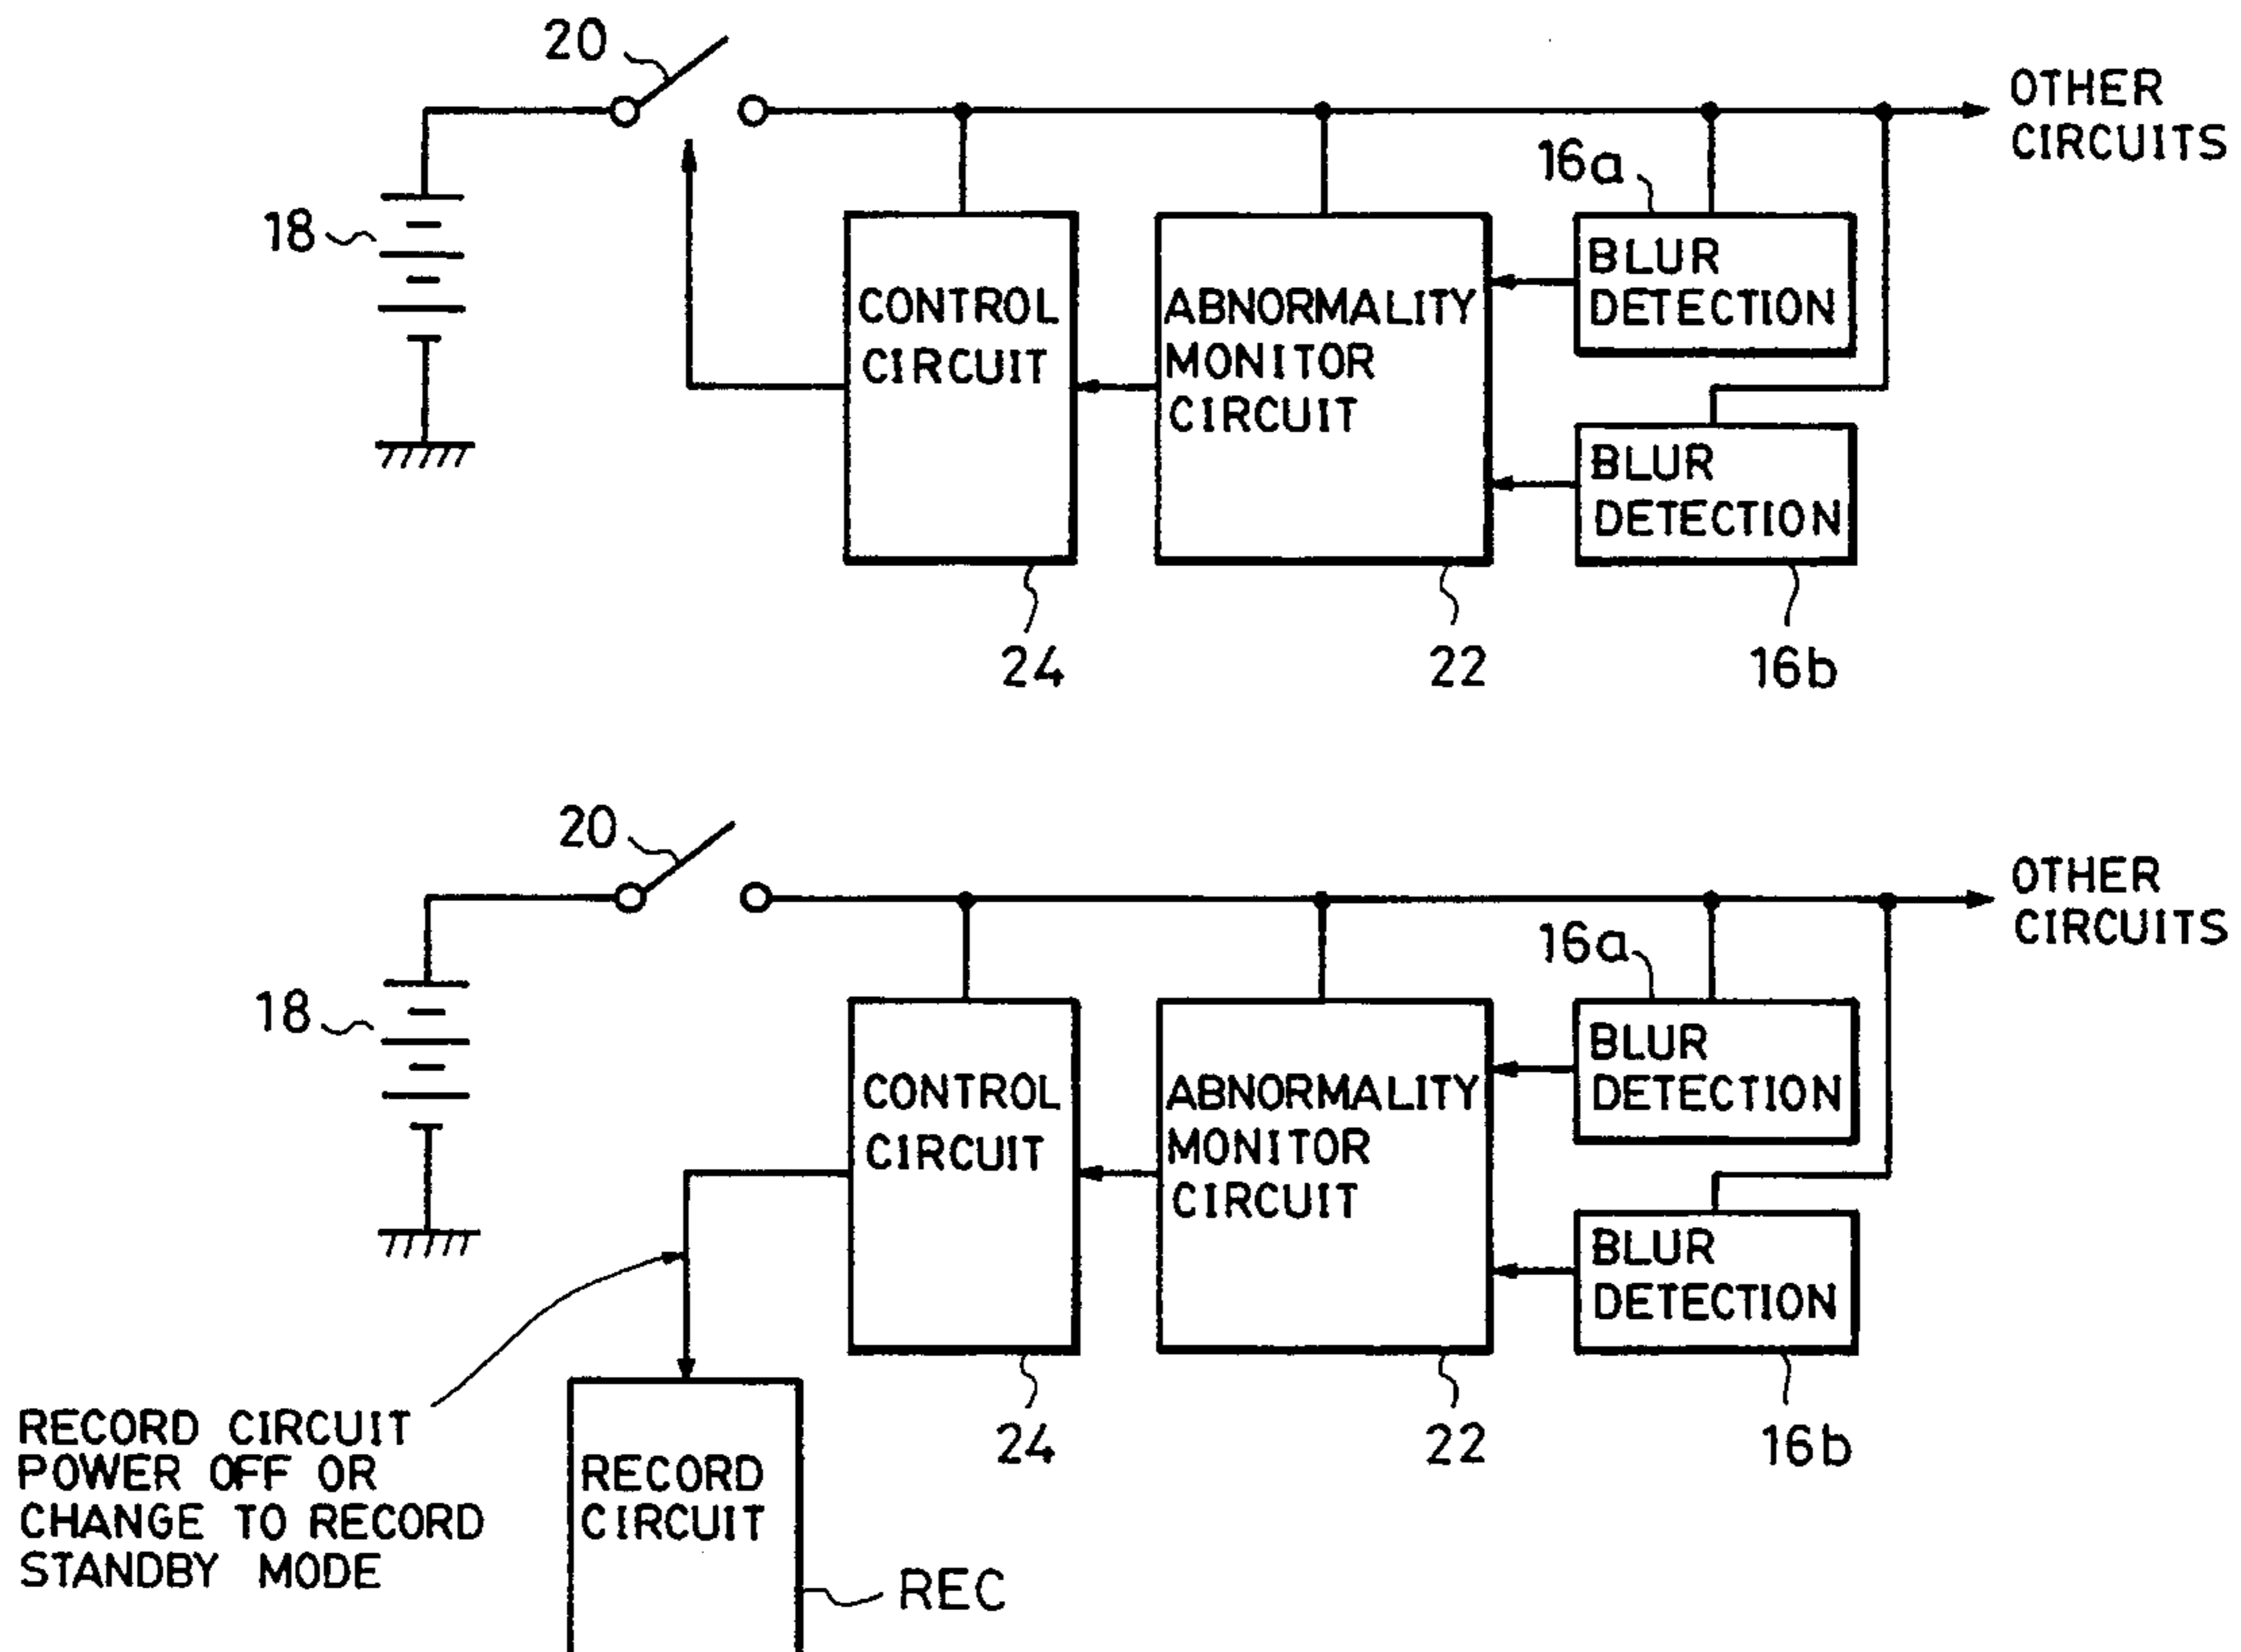 20
OTHER
CIRCUITS
16a
18
BLUR
DETECTION
CONTROL
CIRCUIT
ABNORMALITY
MONITOR
CIRCUIT
BLUR
DETECTION
24
22
16b
20
OTHER
CIRCUITS
16a
18
BLUR
DETECTION
CONTROL
CIRCUIT
ABNORMALITY
MONITOR
CIRCUIT
BLUR
DETECTION
24
22
16b
RECORD CIRCUIT
POWER OFF OR
CHANGE TO RECORD
STANDBY MODE
RECORD
CIRCUIT
REC